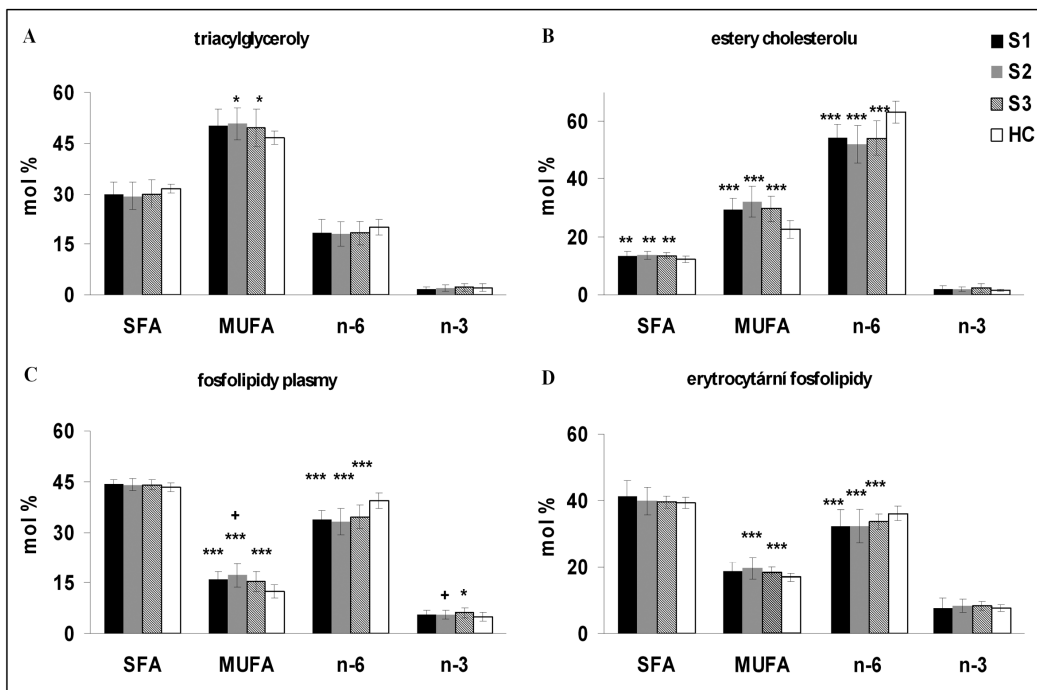 A triacylglyceroly
mol %
60
45
30
15
0
* *
SFA MUFA n-6 n-3
B estery cholesterolu
mol %
60
40
20
0
** ** **
*** *** ***
*** *** ***
SFA MUFA n-6 n-3
S1
S2
S3
HC
C fosfolipidy plasmy
mol %
60
45
30
15
0
+
*** *** ***
*** *** ***
+ *
SFA MUFA n-6 n-3
D erytrocytární fosfolipidy
mol %
60
40
20
0
*** ***
*** *** ***
SFA MUFA n-6 n-3